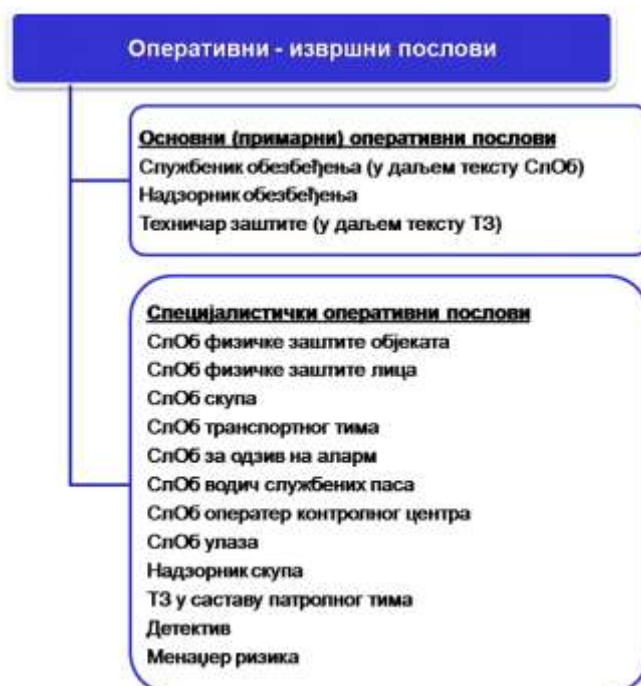 Оперативни - извршни послови
Основни (примарни) оперативни послови
Службеник обезбеђења (у даљем тексту СлОб)
Надзорник обезбеђења
Техничар заштите (у даљем тексту ТЗ)
Специјалистички оперативни послови
СлОб физичке заштите објеката
СлОб физичке заштите лица
СлОб скупа
СлОб транспортног тима
СлОб за одзив на аларм
СлОб водич службених паса
СлОб оператер контролног центра
СлОб улаза
Надзорник скупа
ТЗ у саставу патролног тима
Детектив
Менаџер ризика